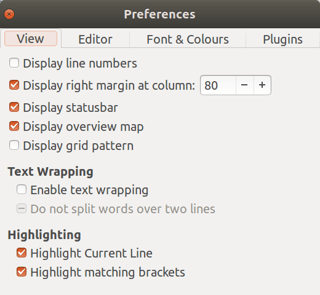 Preferences
View Editor Font & Colours Plugins
Display line numbers
Display right margin at column: 80 − +
Display statusbar
Display overview map
Display grid pattern
Text Wrapping
Enable text wrapping
Do not split words over two lines
Highlighting
Highlight Current Line
Highlight matching brackets